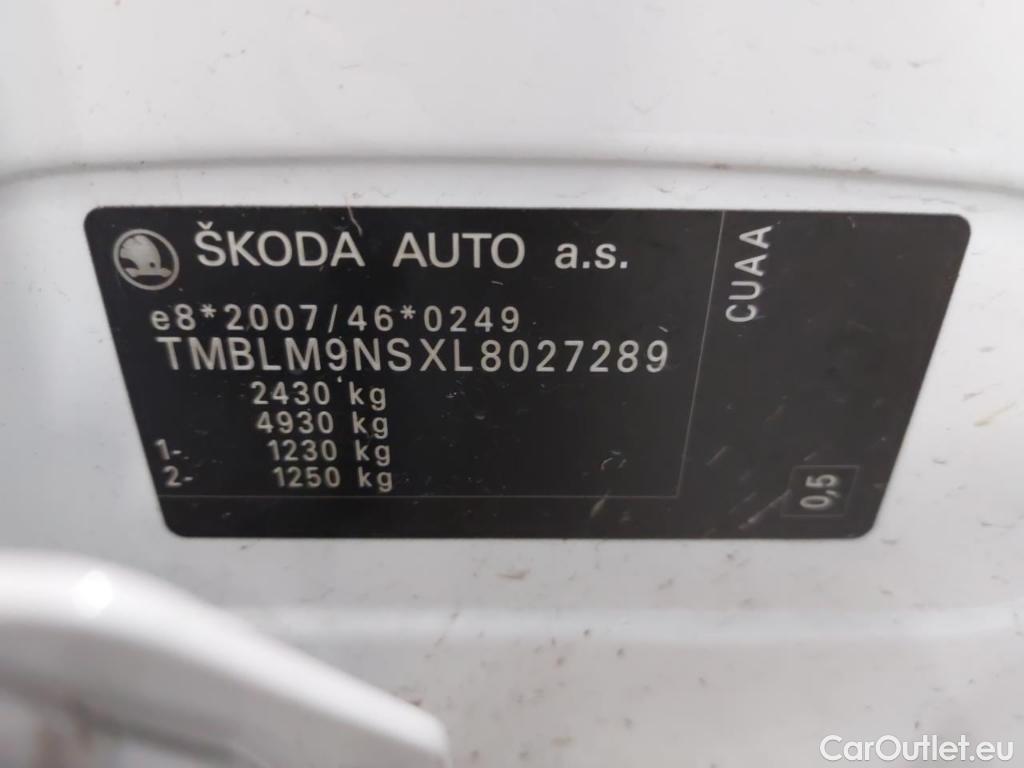 ŠKODA AUTO a.s.
e8*2007/46*0249
TMBLM9NSXL8027289
2430 kg
4930 kg
1- 1230 kg
2- 1250 kg
CUAA
0,5
CarOutlet.eu